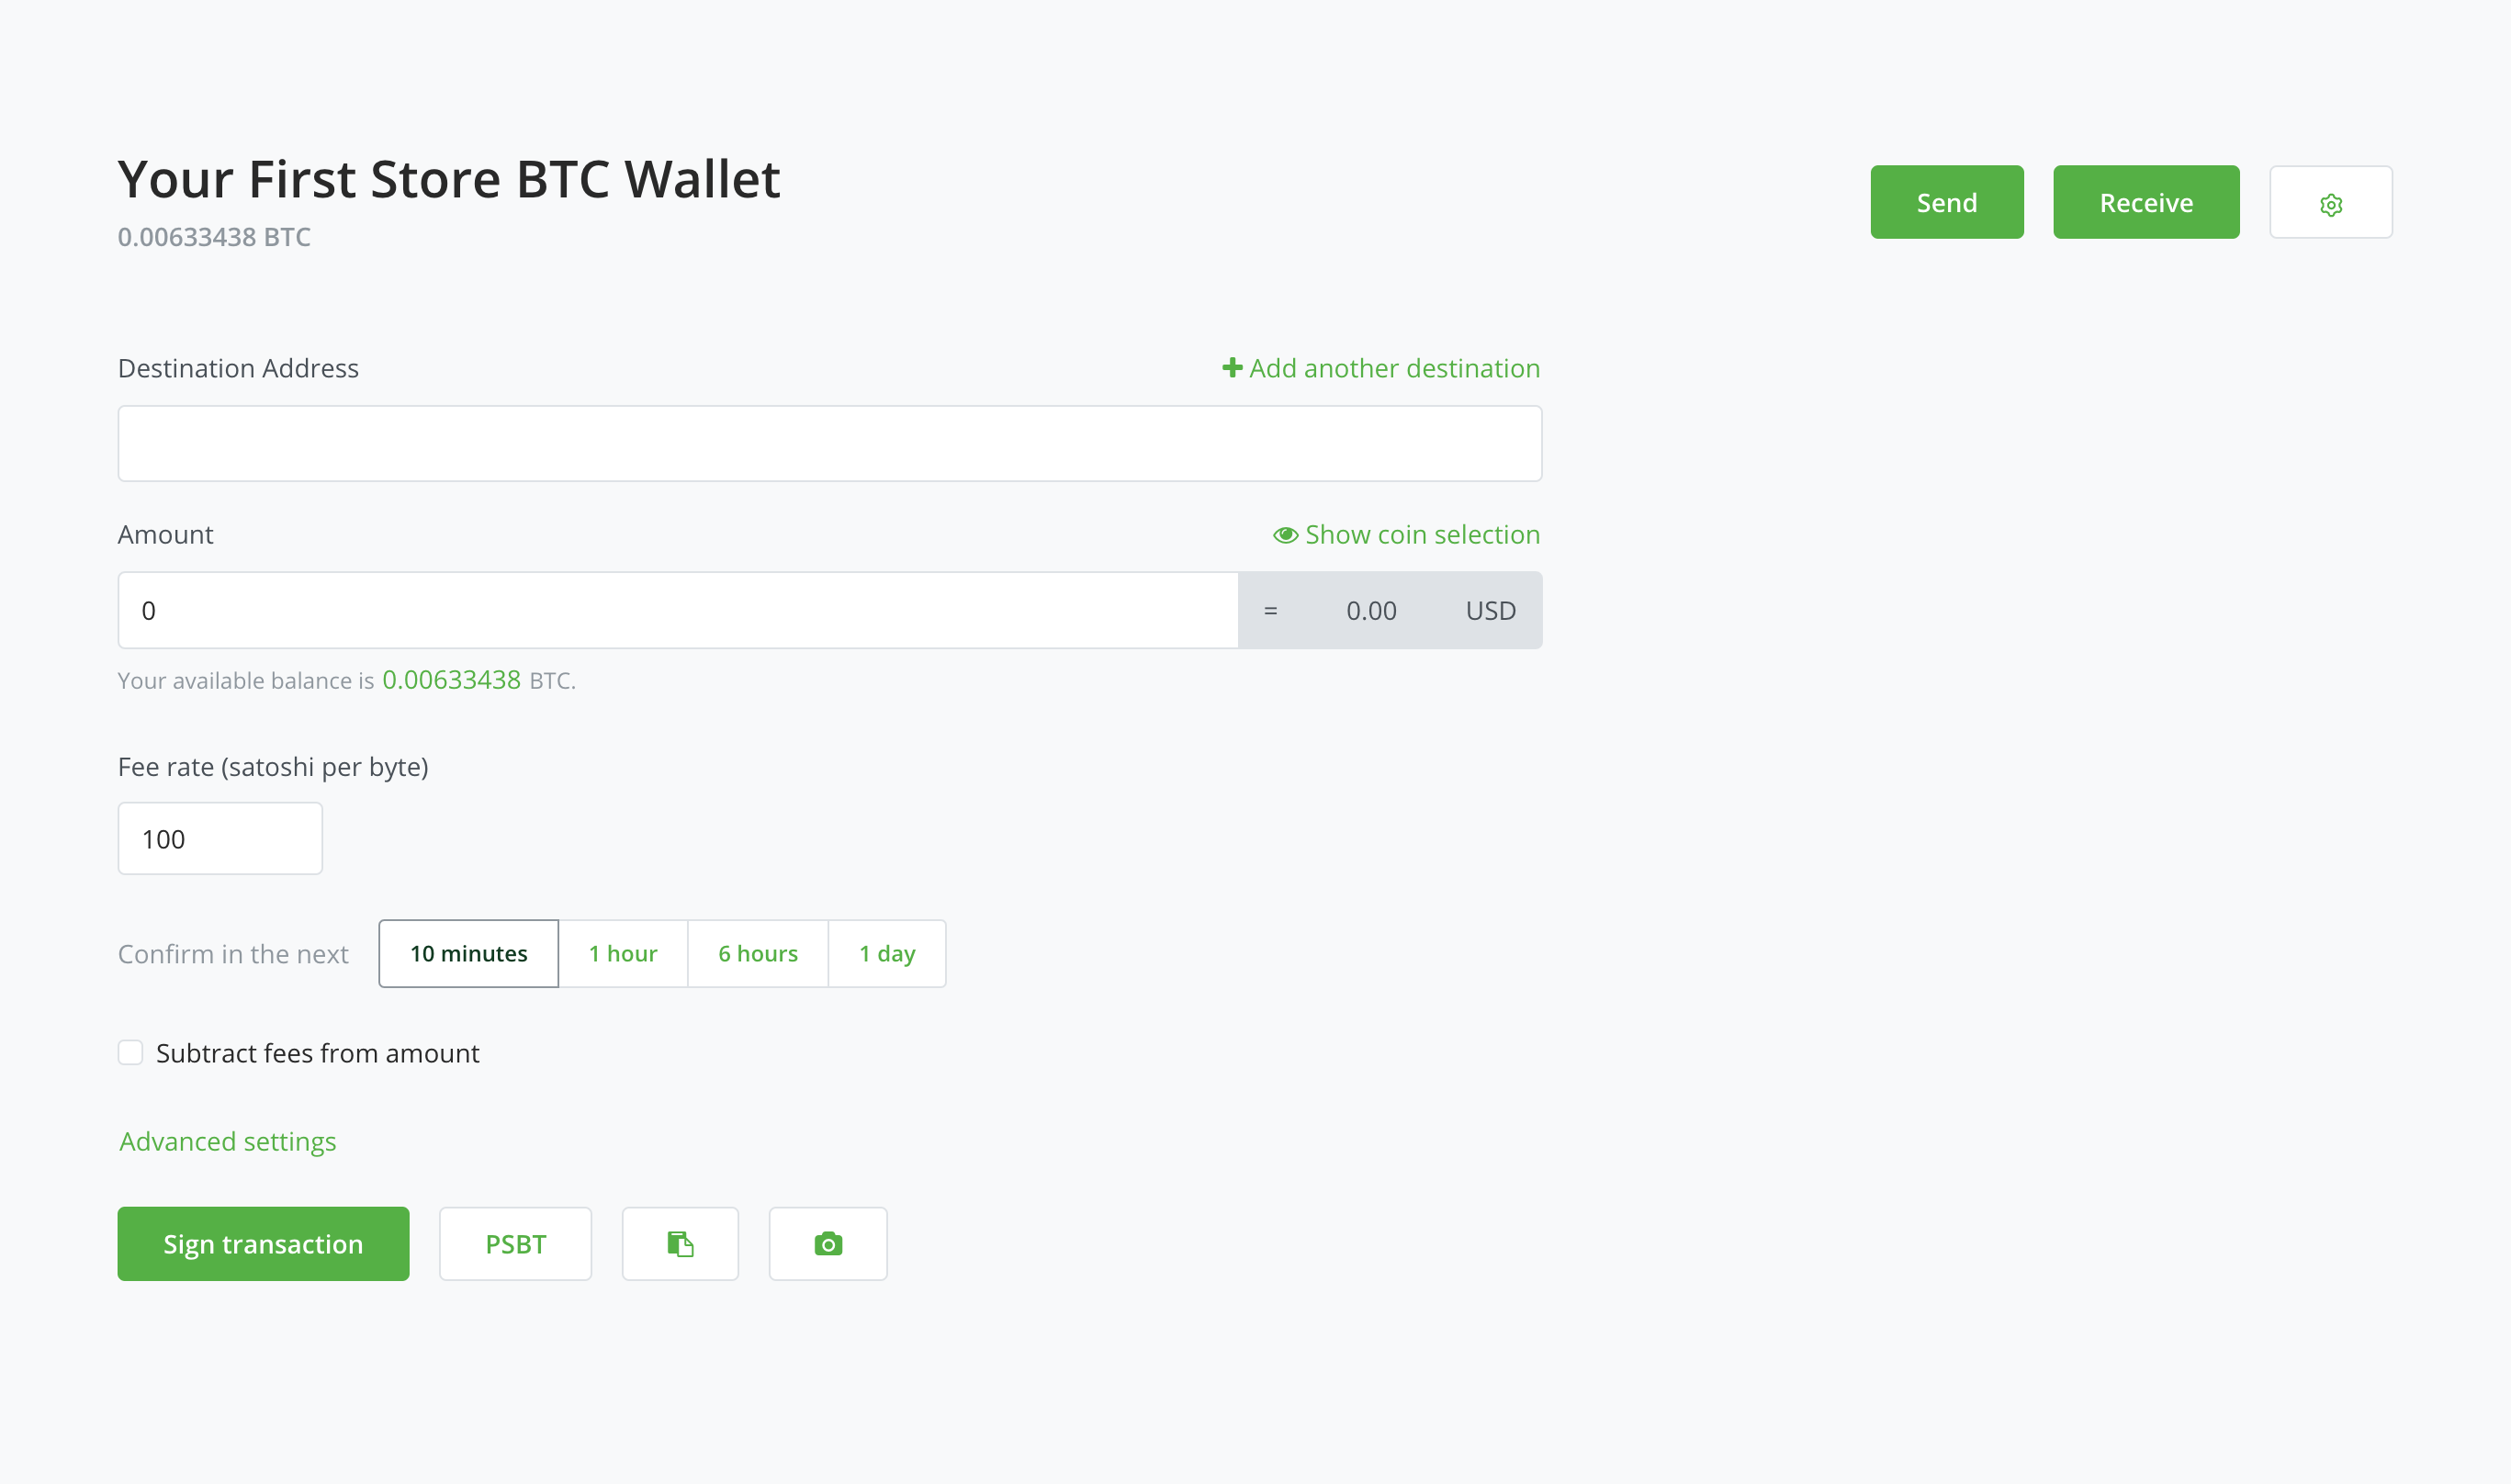 Your First Store BTC Wallet
0.00633438 BTC
Send
Receive
Destination Address
Add another destination
Amount
Show coin selection
0
= 0.00 USD
Your available balance is 0.00633438 BTC.
Fee rate (satoshi per byte)
100
Confirm in the next
10 minutes
1 hour
6 hours
1 day
Subtract fees from amount
Advanced settings
Sign transaction
PSBT